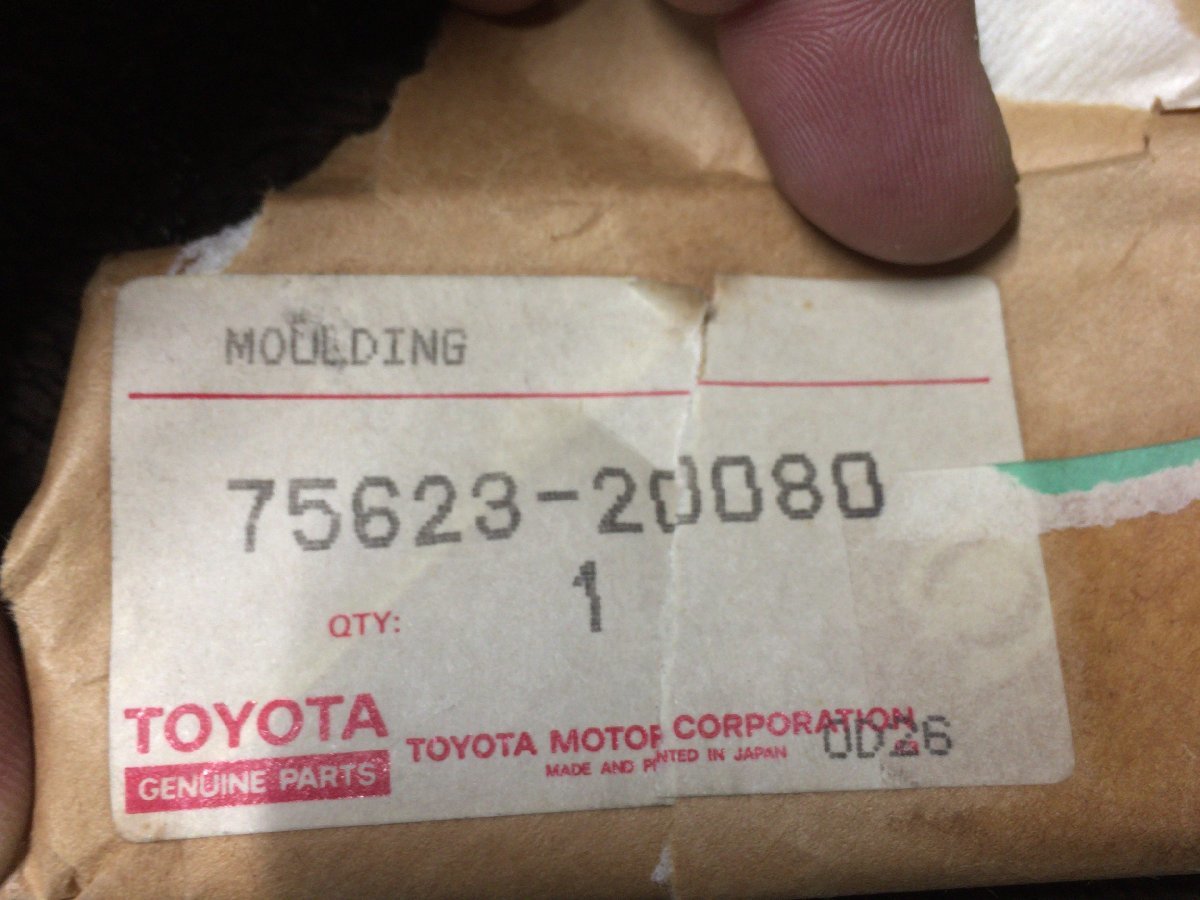 MOULDING
75623-20080
1
QTY:
TOYOTA
GENUINE PARTS
TOYOTA MOTOR CORPORATION
MADE AND PRINTED IN JAPAN
0D26